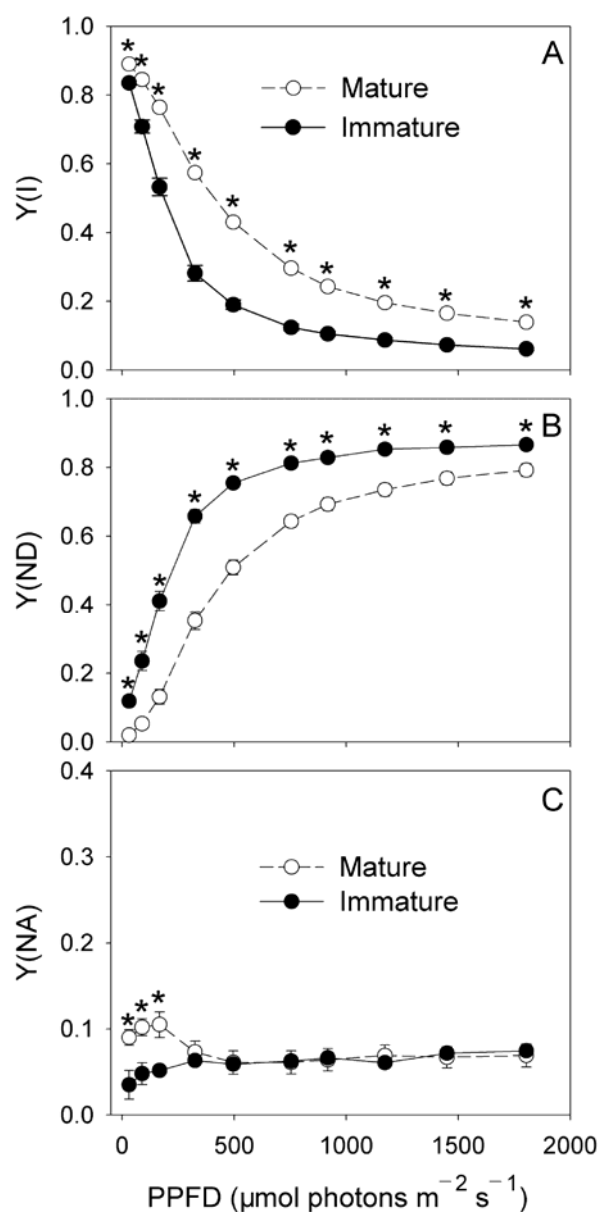 A
1.0
0.8
0.6
0.4
0.2
0.0
Y(I)
* * * * * * * * * *
Mature
Immature
B
1.0
0.8
0.6
0.4
0.2
0.0
Y(ND)
* * * * * * * * * *
C
0.4
0.3
0.2
0.1
0.0
Y(NA)
Mature
Immature
* * *
0 500 1000 1500 2000
PPFD (μmol photons m⁻² s⁻¹)